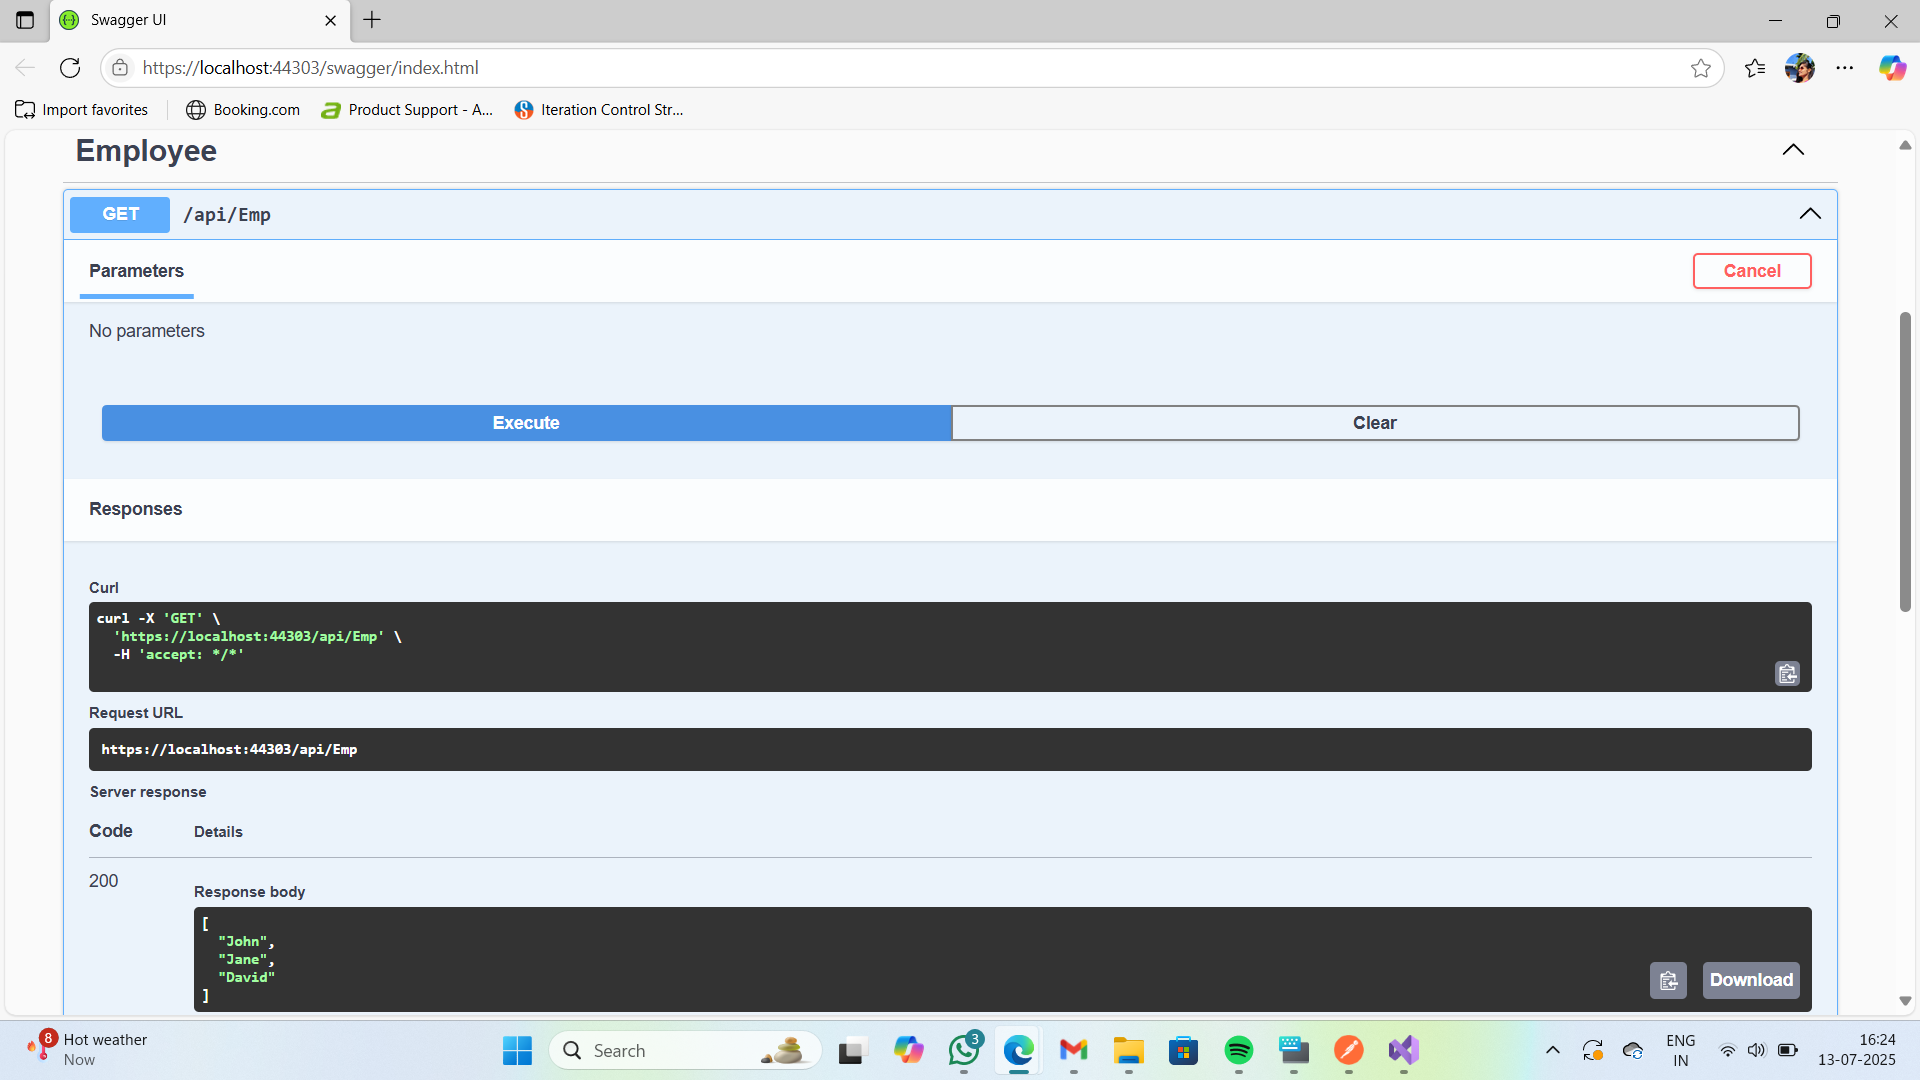 Swagger UI
https://localhost:44303/swagger/index.html
Import favorites
Booking.com
Product Support - A...
Iteration Control Str...
Employee
GET /api/Emp
Parameters
Cancel
No parameters
Execute
Clear
Responses
Curl
curl -X 'GET' \
'https://localhost:44303/api/Emp' \
-H 'accept: */*'
Request URL
https://localhost:44303/api/Emp
Server response
Code Details
200
Response body
[
"John",
"Jane",
"David"
]
Download
8
Hot weather
Now
Search
3
ENG
IN
16:24
13-07-2025